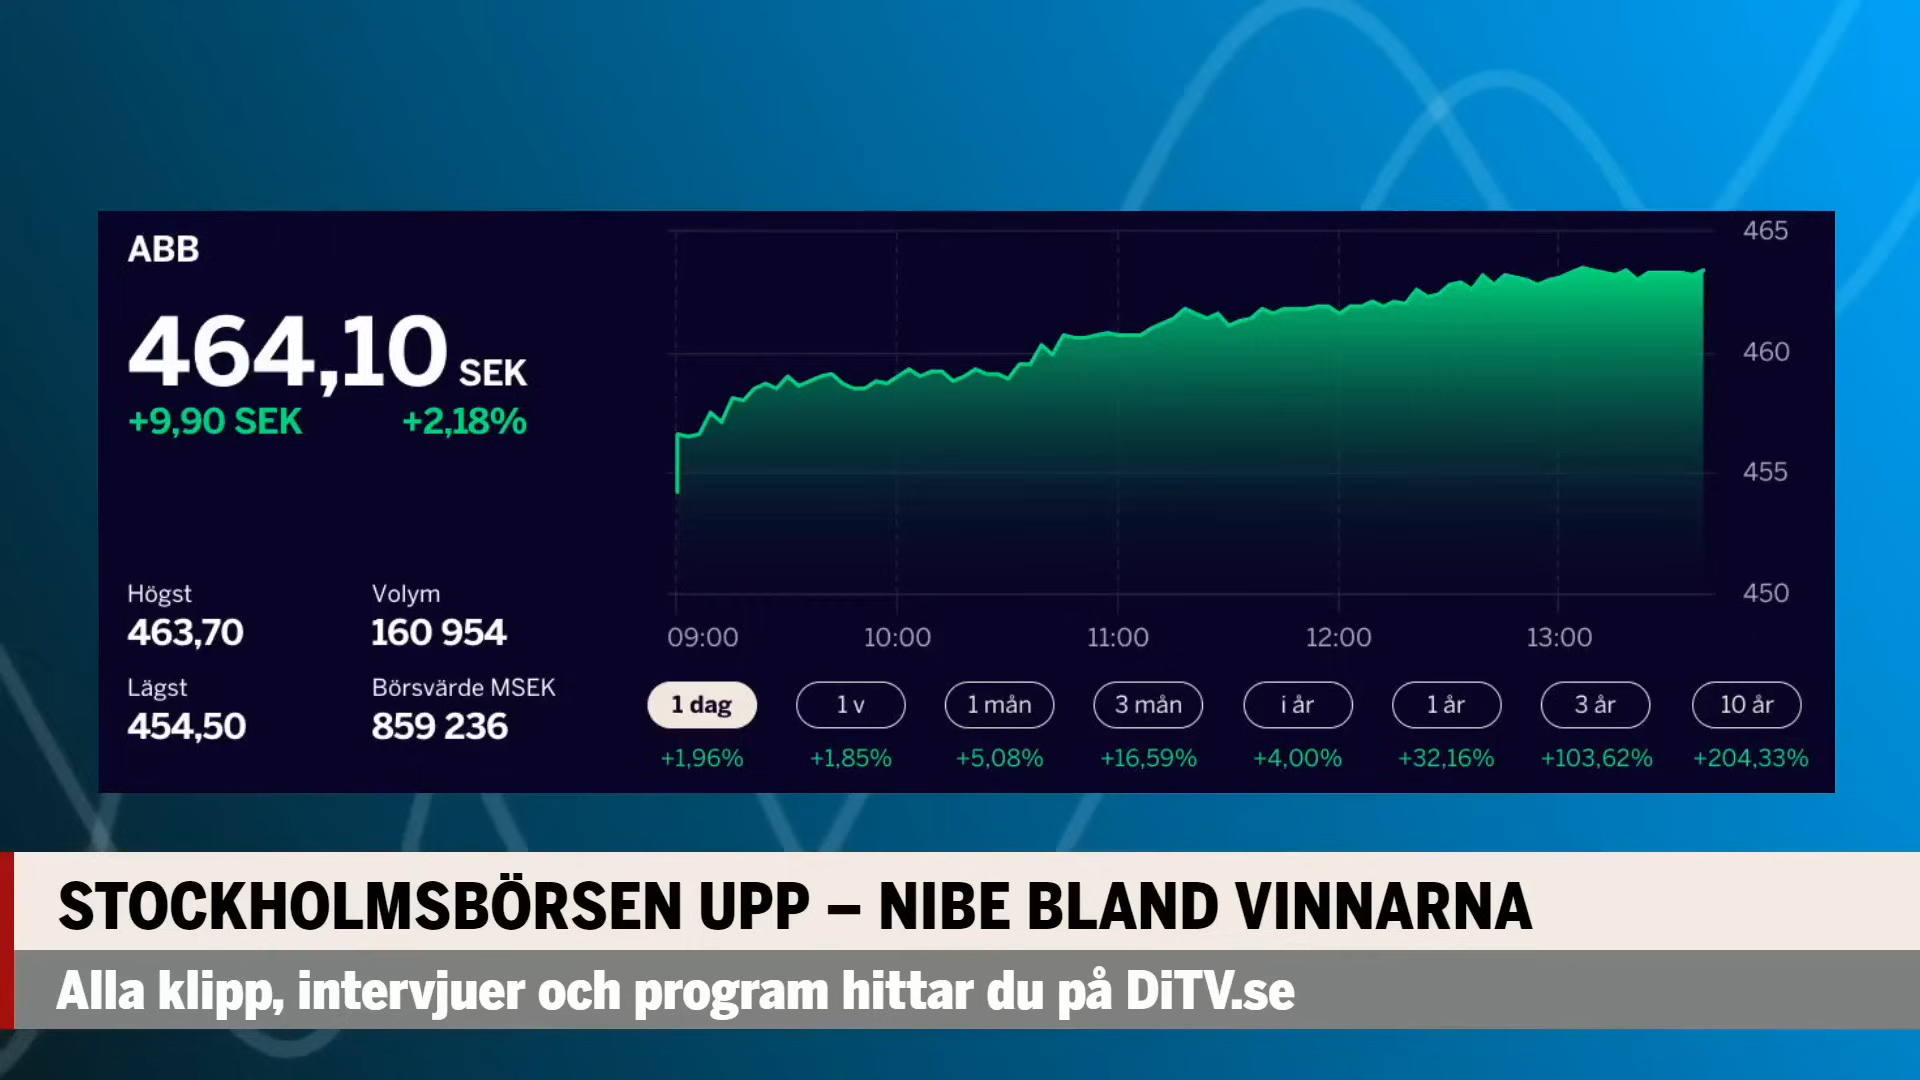 ABB
464,10 SEK
+9,90 SEK +2,18%
Högst Volym
463,70 160 954
Lägst Börsvärde MSEK
454,50 859 236
465
460
455
450
09:00 10:00 11:00 12:00 13:00
1 dag 1 v 1 mån 3 mån i år 1 år 3 år 10 år
+1,96% +1,85% +5,08% +16,59% +4,00% +32,16% +103,62% +204,33%
STOCKHOLMSBÖRSEN UPP – NIBE BLAND VINNARNA
Alla klipp, intervjuer och program hittar du på DiTV.se